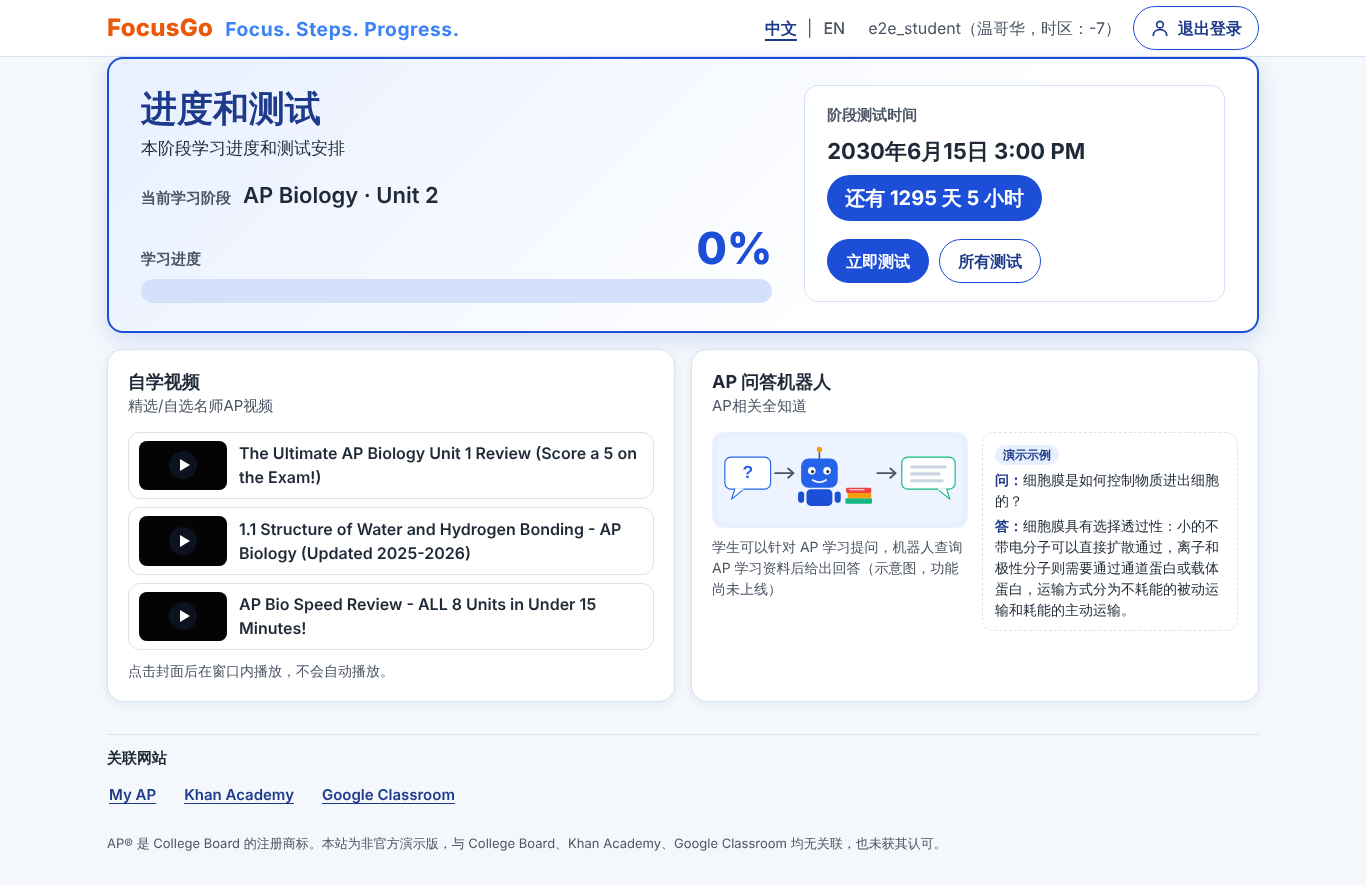 FocusGo Focus. Steps. Progress.
中文 | EN e2e_student（温哥华，时区：-7） 退出登录
进度和测试
本阶段学习进度和测试安排
当前学习阶段 AP Biology · Unit 2
学习进度 0%
阶段测试时间
2030年6月15日 3:00 PM
还有 1295 天 5 小时
立即测试 所有测试
自学视频
精选/自选名师AP视频
The Ultimate AP Biology Unit 1 Review (Score a 5 on
the Exam!)
1.1 Structure of Water and Hydrogen Bonding - AP
Biology (Updated 2025-2026)
AP Bio Speed Review - ALL 8 Units in Under 15
Minutes!
点击封面后在窗口内播放，不会自动播放。
AP 问答机器人
AP相关全知道
?
学生可以针对 AP 学习提问，机器人查询
AP 学习资料后给出回答（示意图，功能
尚未上线）
演示示例
问：细胞膜是如何控制物质进出细胞
的？
答：细胞膜具有选择透过性：小的不
带电分子可以直接扩散通过，离子和
极性分子则需要通过通道蛋白或载体
蛋白，运输方式分为不耗能的被动运
输和耗能的主动运输。
关联网站
My AP Khan Academy Google Classroom
AP® 是 College Board 的注册商标。本站为非官方演示版，与 College Board、Khan Academy、Google Classroom 均无关联，也未获其认可。